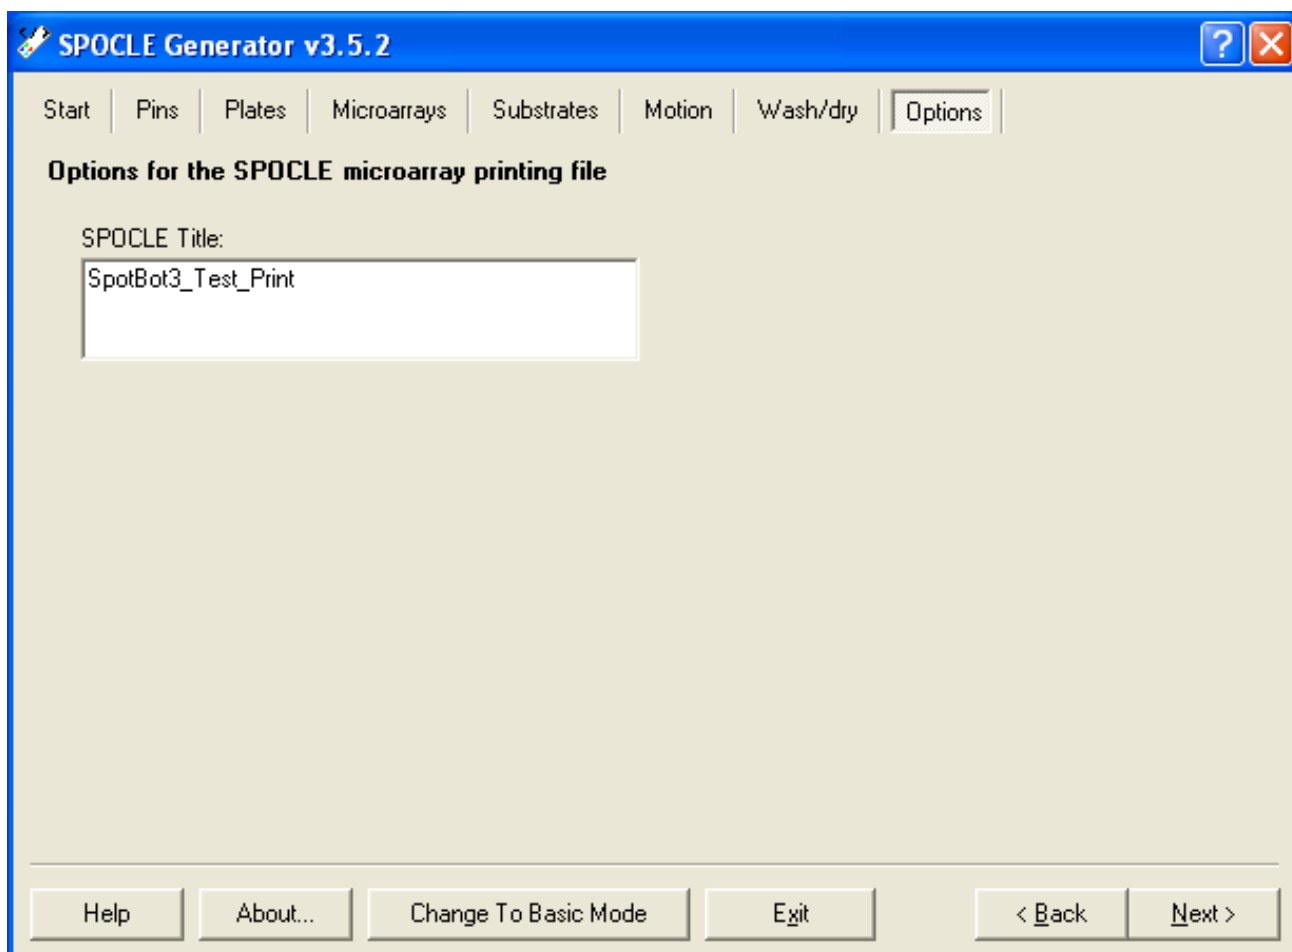 SPOCLE Generator v3.5.2
Start Pins Plates Microarrays Substrates Motion Wash/dry Options
Options for the SPOCLE microarray printing file
SPOCLE Title:
SpotBot3_Test_Print
Help About... Change To Basic Mode Exit < Back Next >